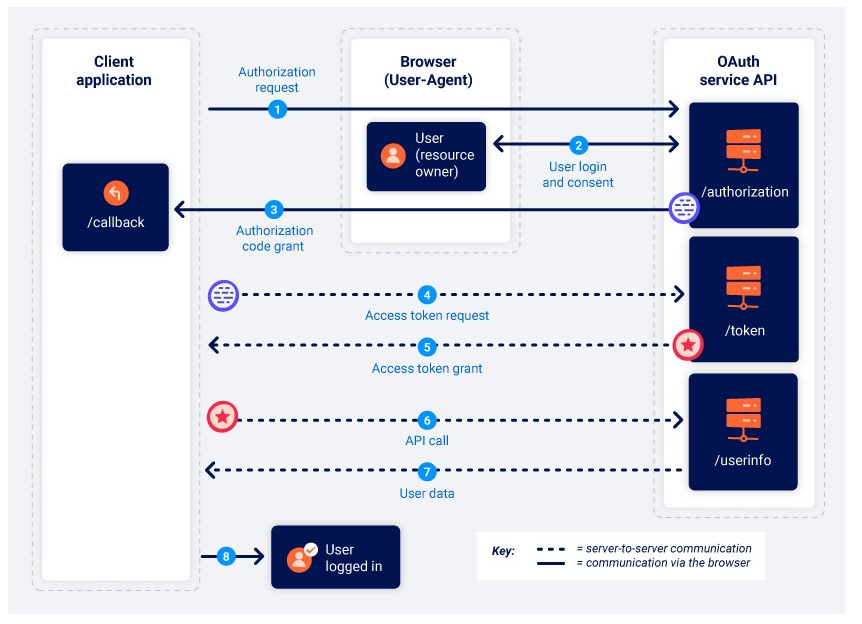 Client
application
Browser
(User-Agent)
OAuth
service API
Authorization
request
1
User
(resource
owner)
2
User login
and consent
/authorization
/callback
3
Authorization
code grant
4
Access token request
/token
5
Access token grant
6
API call
/userinfo
7
User data
8
User
logged in
Key:
= server-to-server communication
= communication via the browser